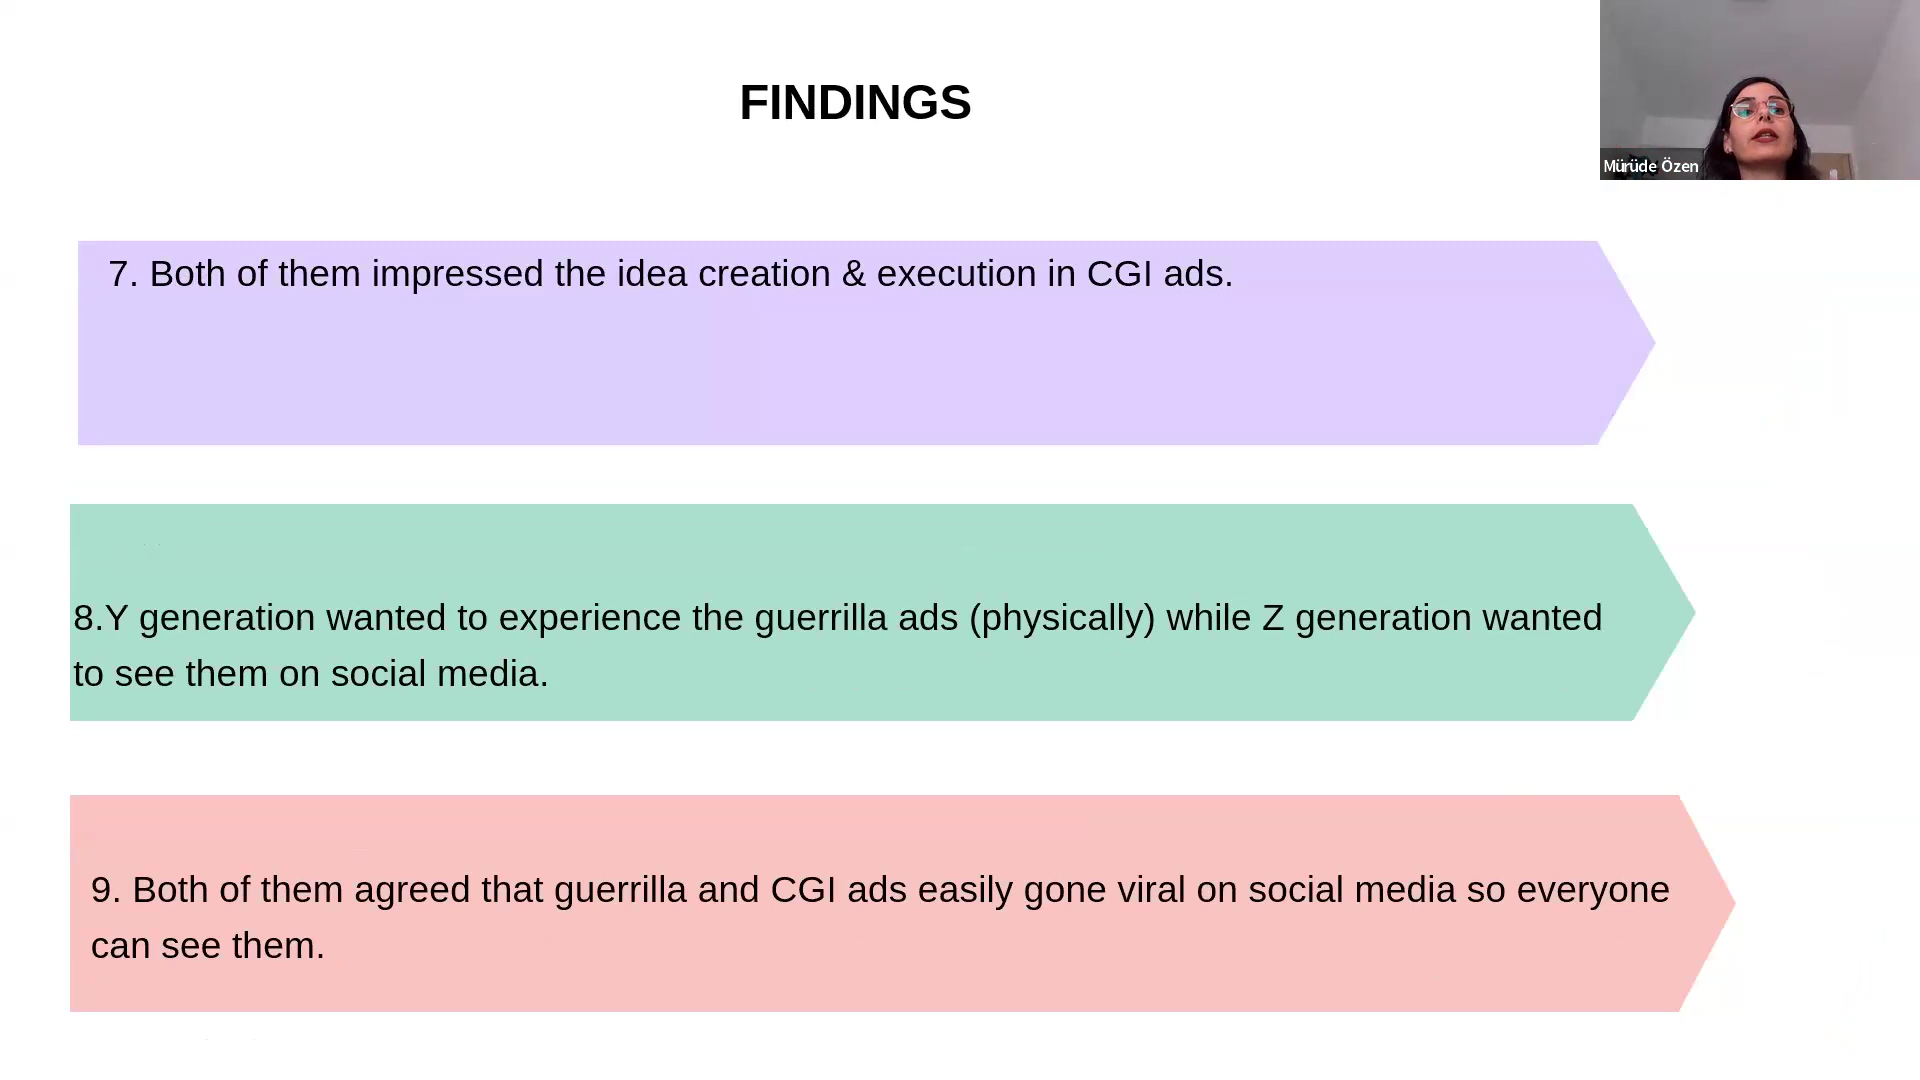 FINDINGS
Mürüde Özen
7. Both of them impressed the idea creation & execution in CGI ads.
8.Y generation wanted to experience the guerrilla ads (physically) while Z generation wanted
to see them on social media.
9. Both of them agreed that guerrilla and CGI ads easily gone viral on social media so everyone
can see them.